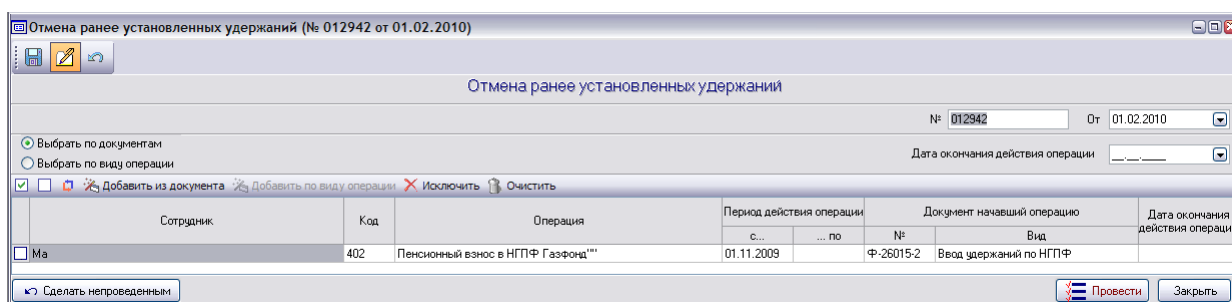 Отмена ранее установленных удержаний (№ 012942 от 01.02.2010)
Отмена ранее установленных удержаний
№ 012942 От 01.02.2010
Выбрать по документам
Выбрать по виду операции
Дата окончания действия операции __.__.____
Добавить из документа Добавить по виду операции Исключить Очистить
Сотрудник Код Операция Период действия операции Документ начавший операцию Дата окончания
действия операци
с... ... по № Вид
Ма 402 Пенсионный взнос в НГПФ Газфонд"" 01.11.2009 Ф-26015-2 Ввод удержаний по НГПФ
Сделать непроведенным Провести Закрыть